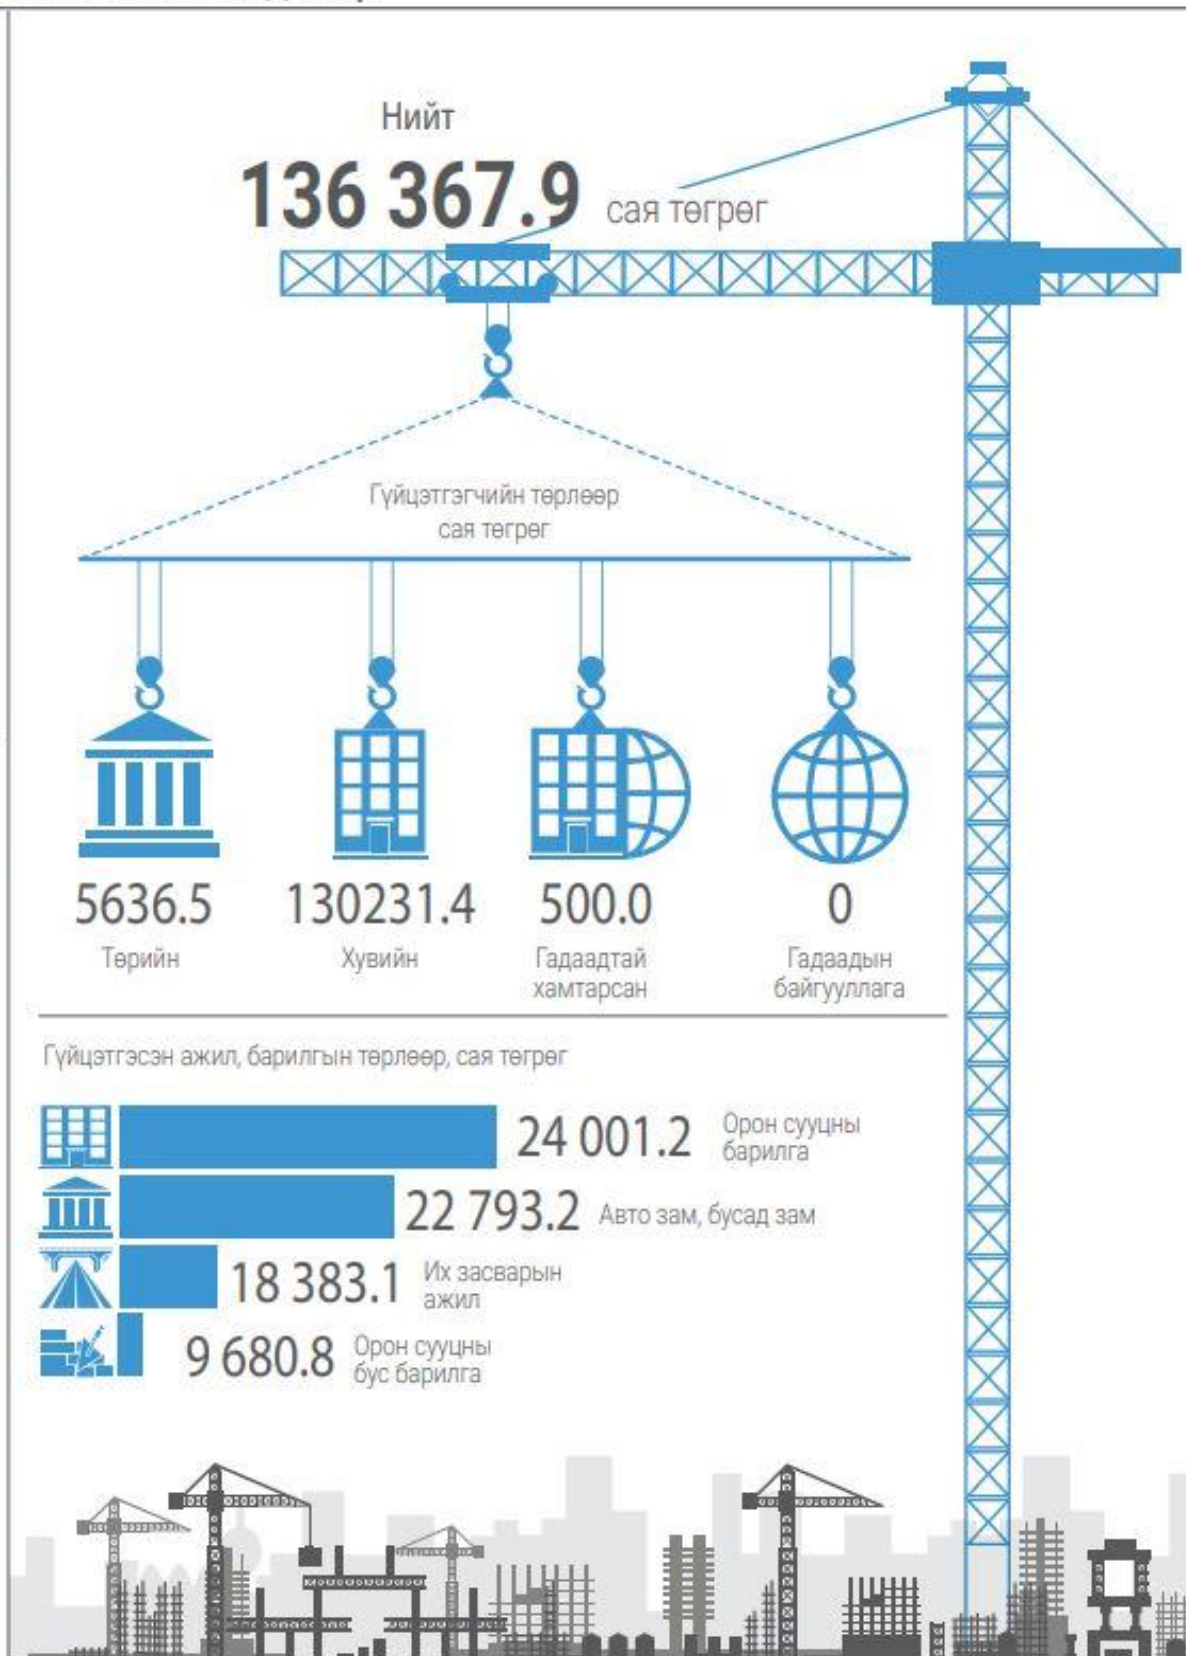 Нийт
136 367.9 сая төгрөг
Гүйцэтгэгчийн төрлөөр
сая төгрөг
5636.5
Төрийн
130231.4
Хувийн
500.0
Гадаадтай
хамтарсан
0
Гадаадын
байгууллага
Гүйцэтгэсэн ажил, барилгын төрлөөр, сая төгрөг
24 001.2
Орон сууцны
барилга
22 793.2 Авто зам, бусад зам
18 383.1
Их засварын
ажил
9 680.8
Орон сууцны
бус барилга